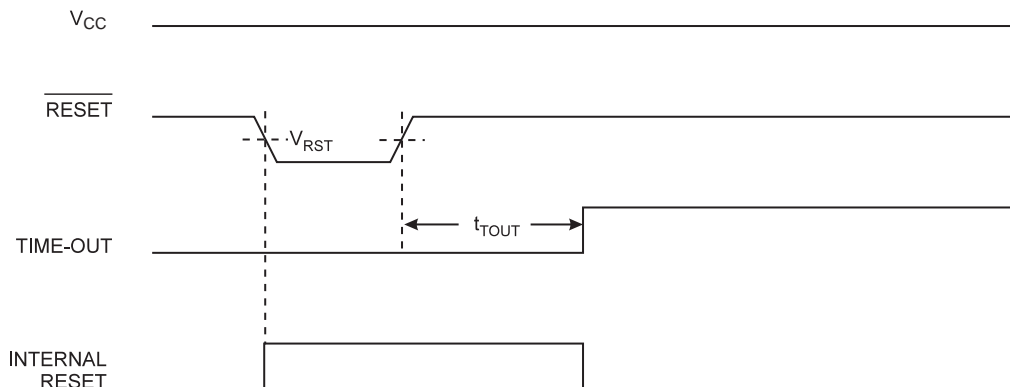 VCC
RESET
VRST
tTOUT
TIME-OUT
INTERNAL
RESET